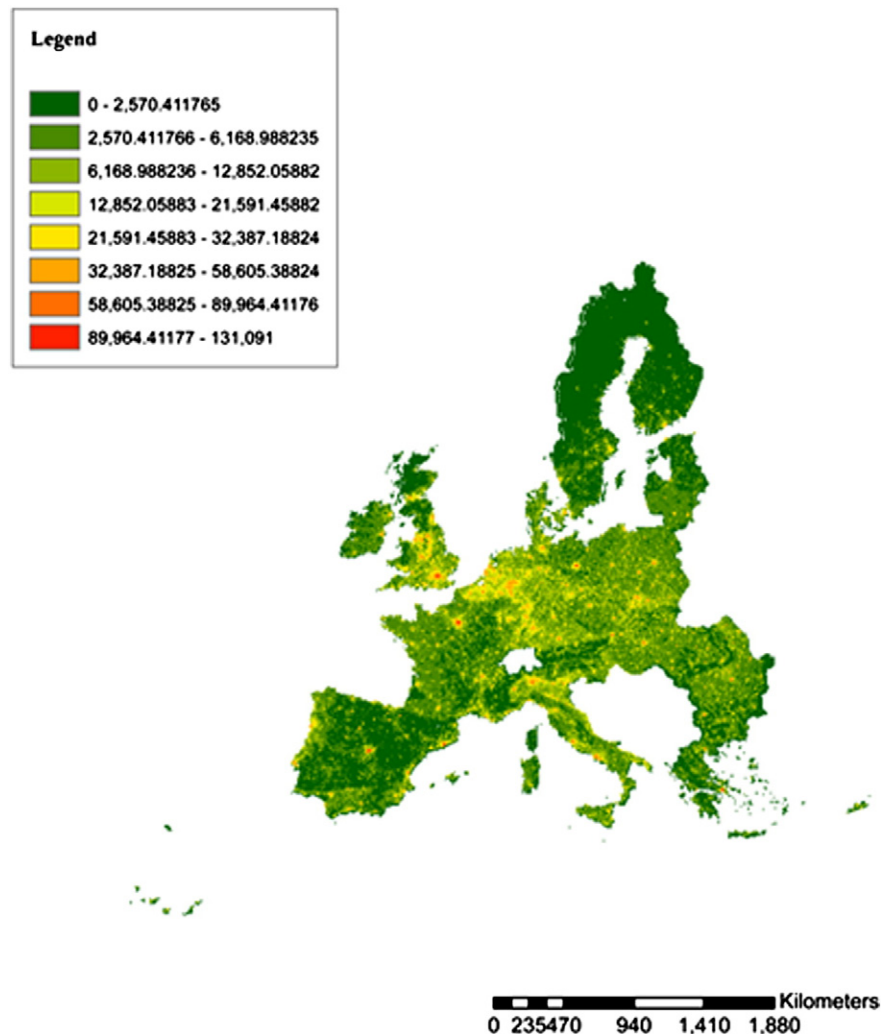 Legend
0 - 2,570.411765
2,570.411766 - 6,168.988235
6,168.988236 - 12,852.05882
12,852.05883 - 21,591.45882
21,591.45883 - 32,387.18824
32,387.18825 - 58,605.38824
58,605.38825 - 89,964.41176
89,964.41177 - 131,091
Kilometers
0 235470 940 1,410 1,880